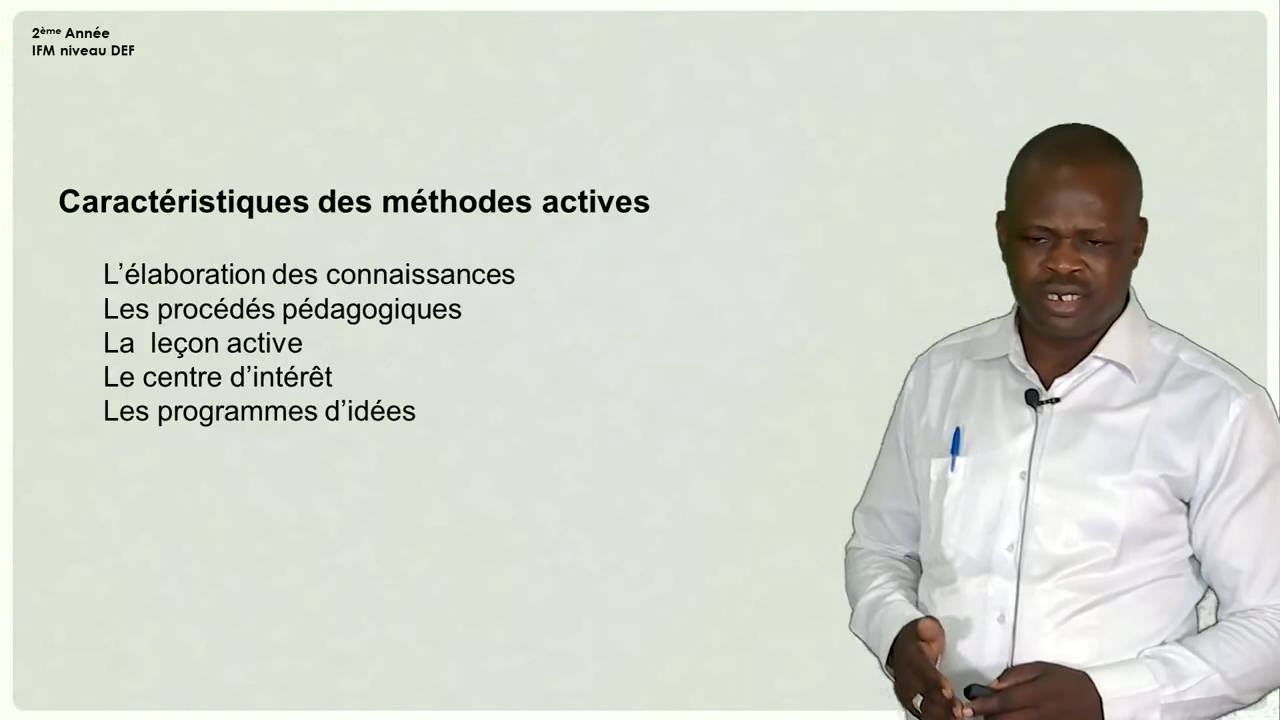 2ème Année
IFM niveau DEF
Caractéristiques des méthodes actives
L’élaboration des connaissances
Les procédés pédagogiques
La leçon active
Le centre d’intérêt
Les programmes d’idées